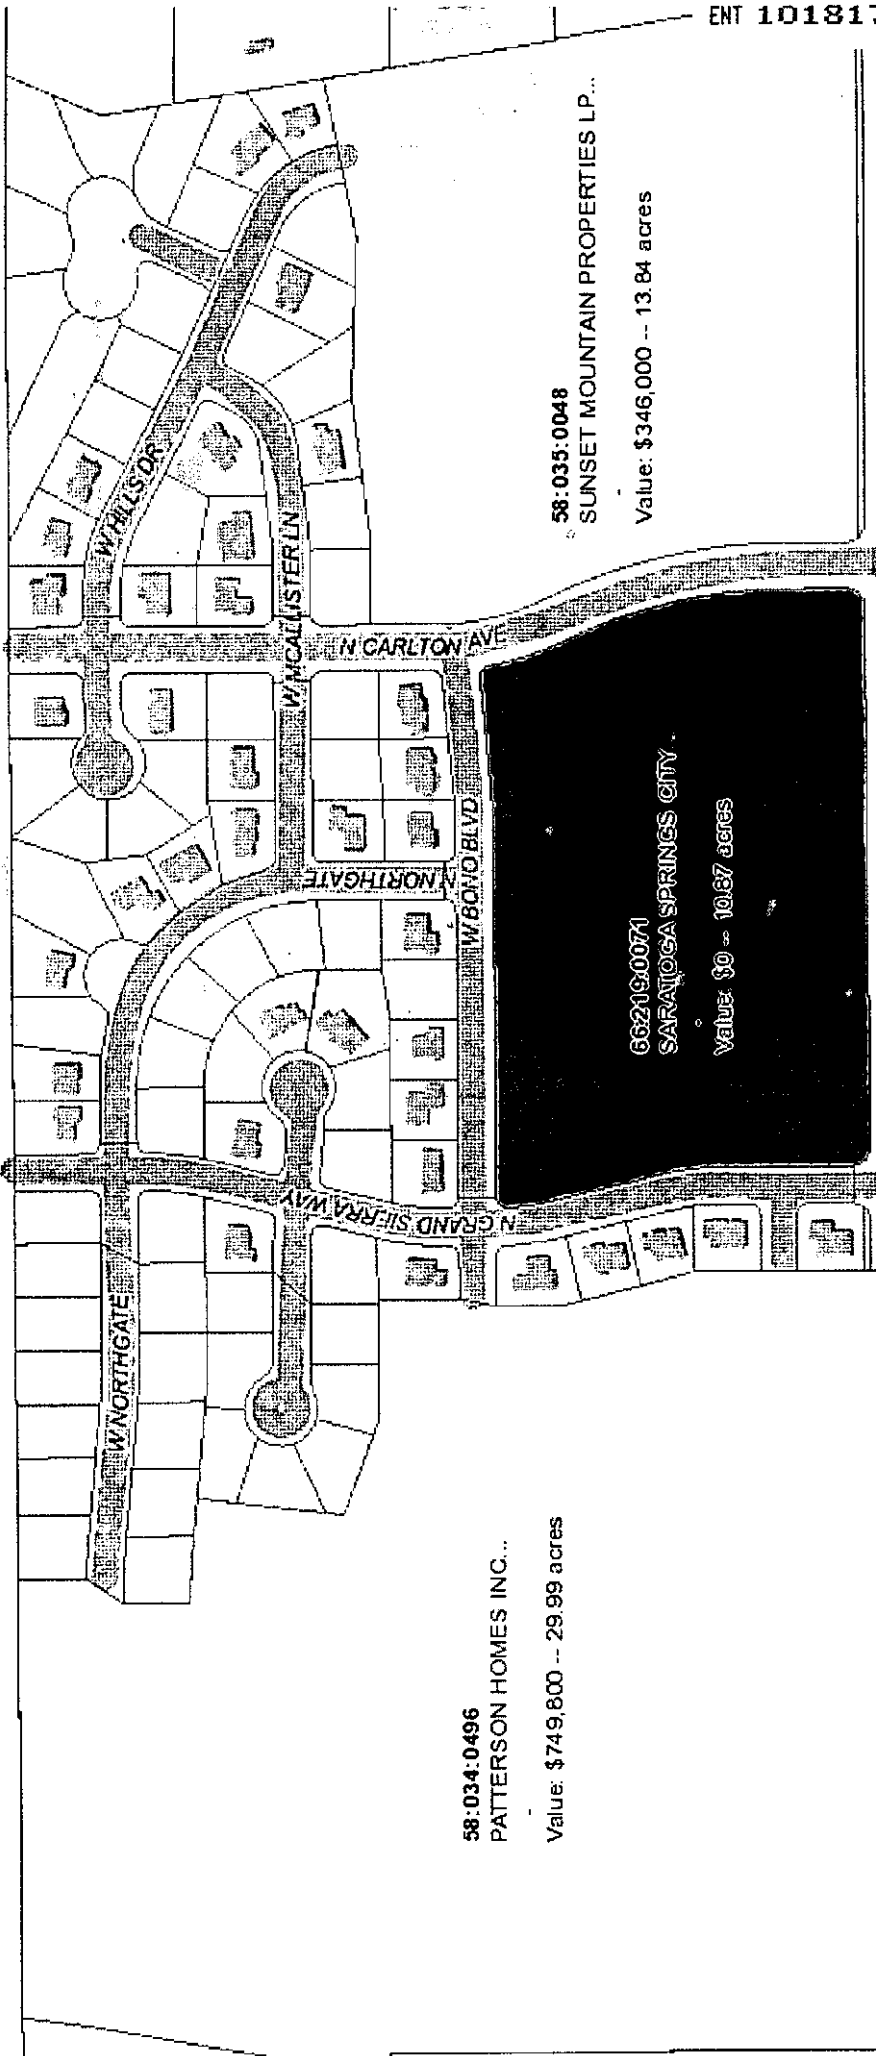 ENT 101817
58:035:0048
SUNSET MOUNTAIN PROPERTIES LP...
-
Value: $346,000 -- 13.84 acres
W HILLS DR
W MCALLISTER LN
N CARLTON AVE
N NORTHGATE
W BOHO BLVD
66:219:0071
SARATOGA SPRINGS CITY...
-
Value: $0 -- 10.87 acres
N GRAND SIERRA WAY
W NORTHGATE
58:034:0496
PATTERSON HOMES INC...
-
Value: $749,800 -- 29.99 acres